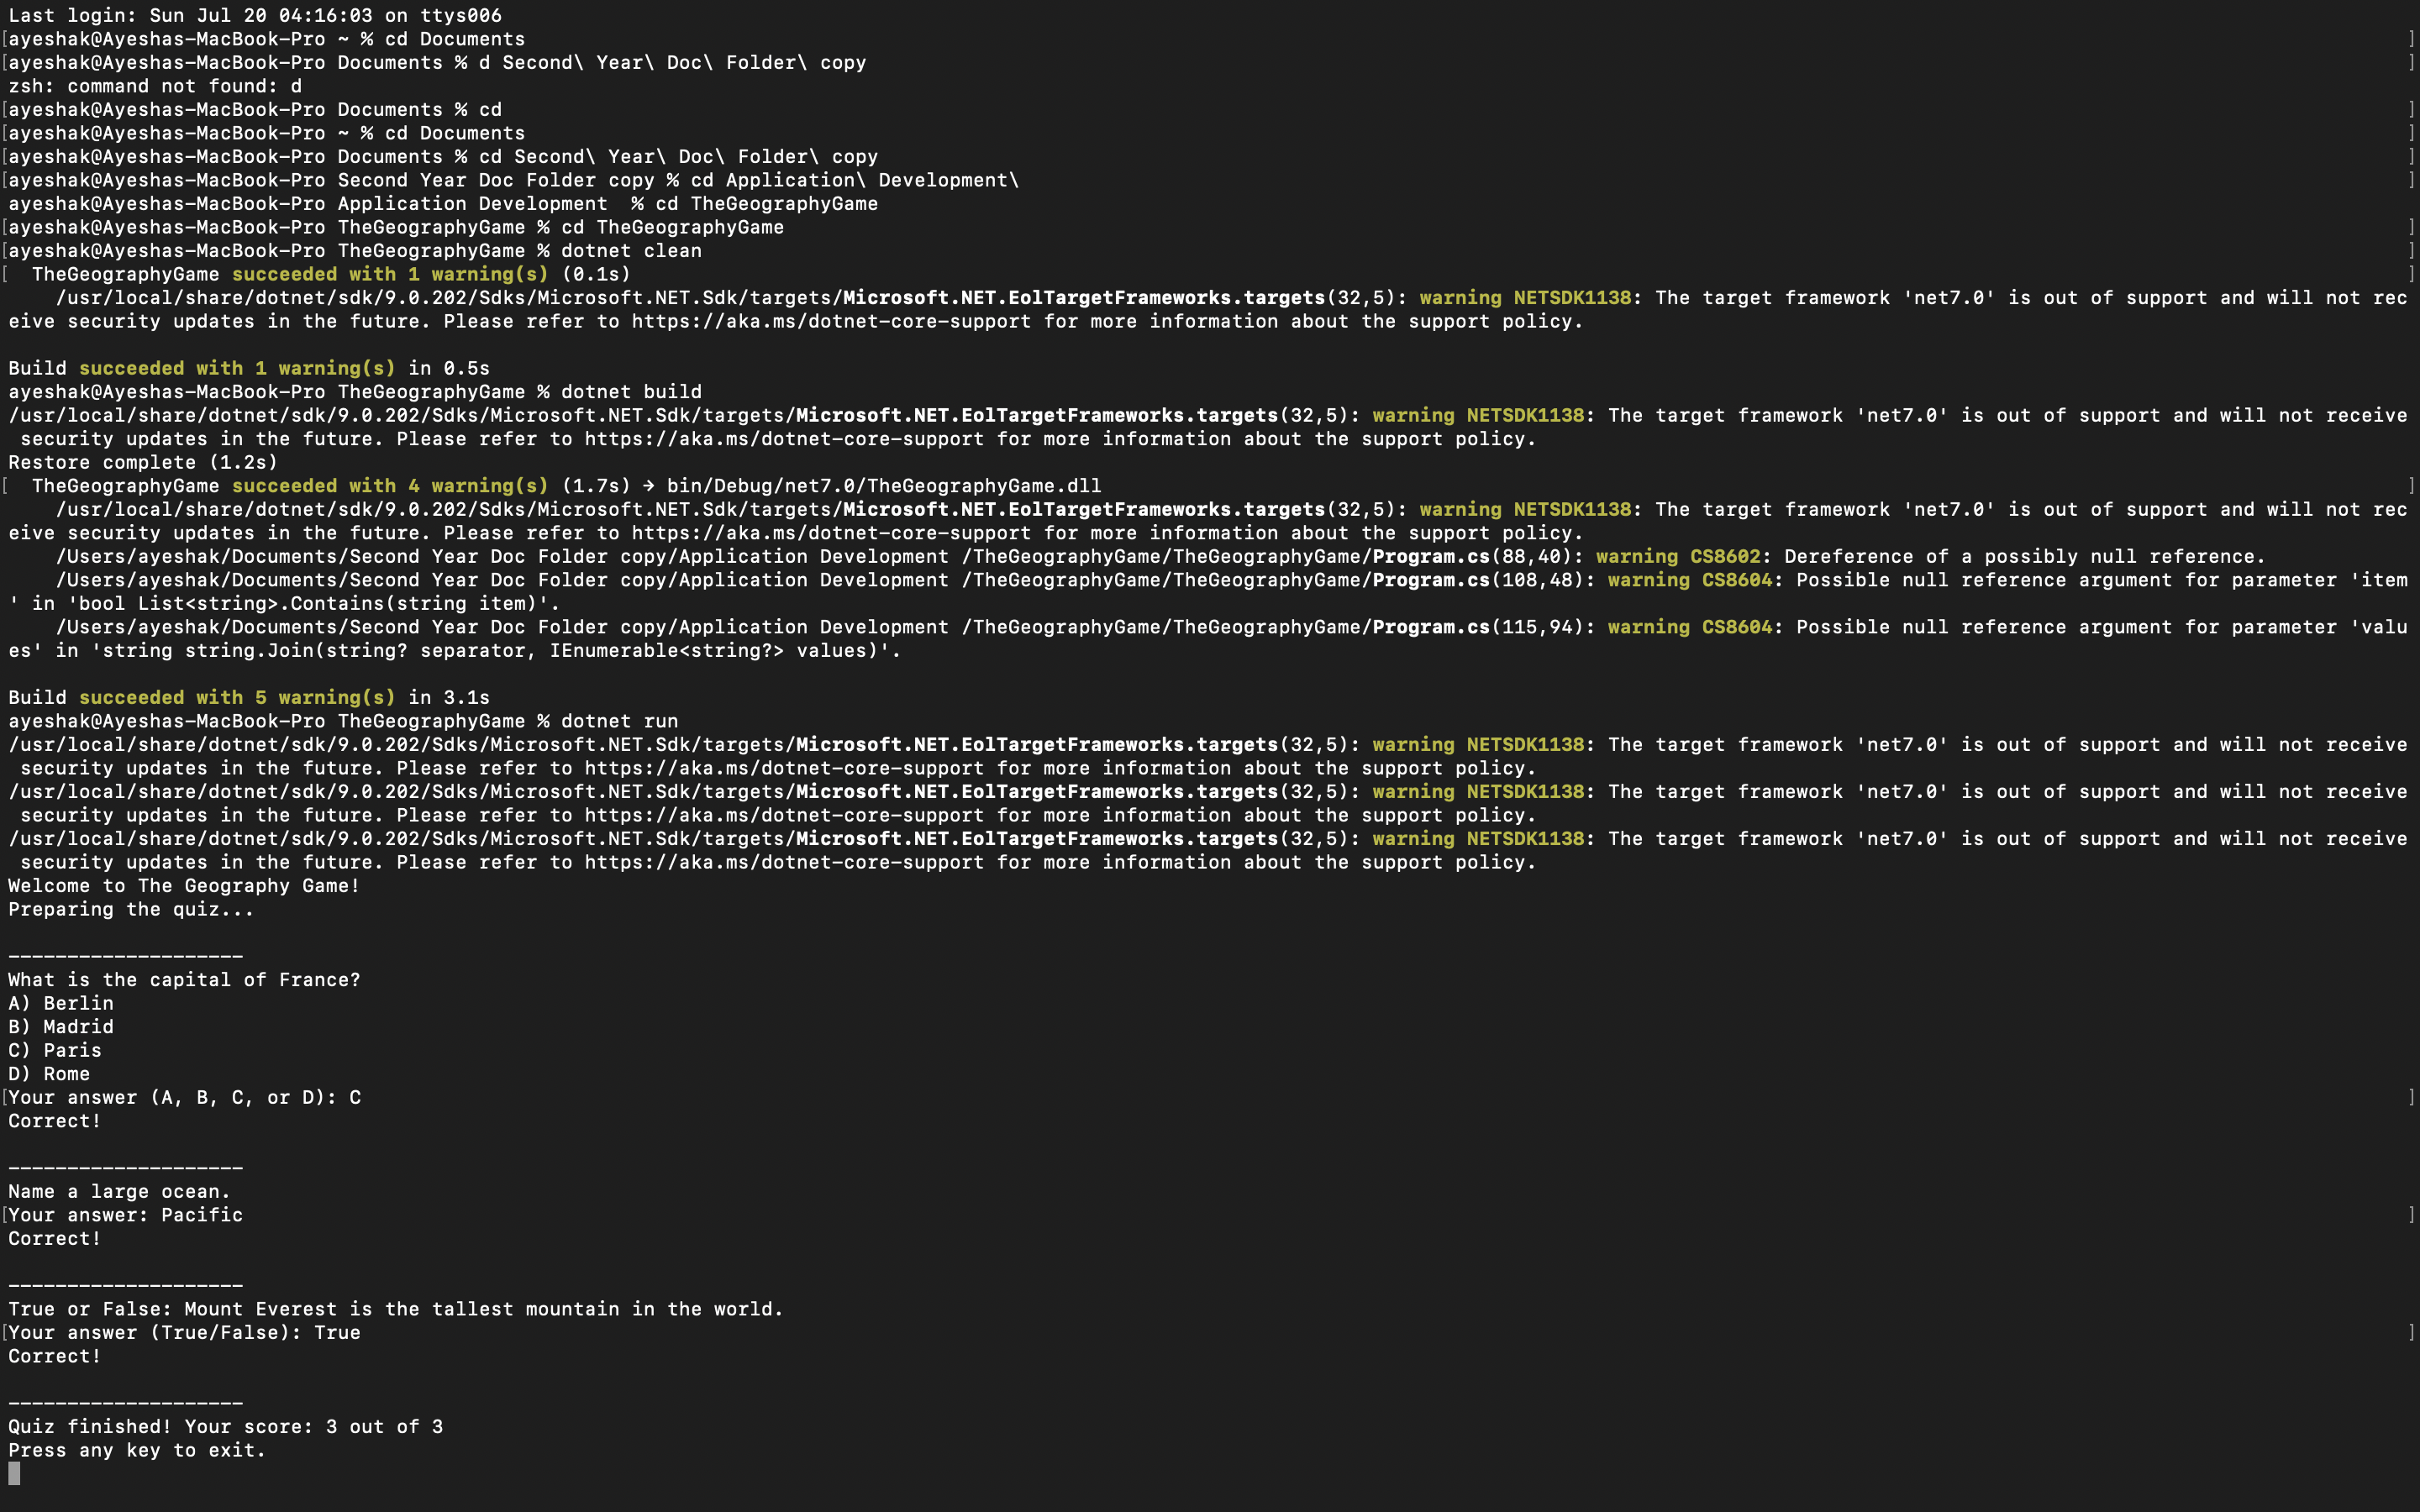 Last login: Sun Jul 20 04:16:03 on ttys006
[ayeshak@Ayeshas-MacBook-Pro ~ % cd Documents ]
[ayeshak@Ayeshas-MacBook-Pro Documents % d Second\ Year\ Doc\ Folder\ copy ]
zsh: command not found: d
[ayeshak@Ayeshas-MacBook-Pro Documents % cd ]
[ayeshak@Ayeshas-MacBook-Pro ~ % cd Documents ]
[ayeshak@Ayeshas-MacBook-Pro Documents % cd Second\ Year\ Doc\ Folder\ copy ]
[ayeshak@Ayeshas-MacBook-Pro Second Year Doc Folder copy % cd Application\ Development\ ]
ayeshak@Ayeshas-MacBook-Pro Application Development  % cd TheGeographyGame
[ayeshak@Ayeshas-MacBook-Pro TheGeographyGame % cd TheGeographyGame ]
[ayeshak@Ayeshas-MacBook-Pro TheGeographyGame % dotnet clean ]
[  TheGeographyGame succeeded with 1 warning(s) (0.1s) ]
    /usr/local/share/dotnet/sdk/9.0.202/Sdks/Microsoft.NET.Sdk/targets/Microsoft.NET.EolTargetFrameworks.targets(32,5): warning NETSDK1138: The target framework 'net7.0' is out of support and will not rec
eive security updates in the future. Please refer to https://aka.ms/dotnet-core-support for more information about the support policy.

Build succeeded with 1 warning(s) in 0.5s
ayeshak@Ayeshas-MacBook-Pro TheGeographyGame % dotnet build
/usr/local/share/dotnet/sdk/9.0.202/Sdks/Microsoft.NET.Sdk/targets/Microsoft.NET.EolTargetFrameworks.targets(32,5): warning NETSDK1138: The target framework 'net7.0' is out of support and will not receive
 security updates in the future. Please refer to https://aka.ms/dotnet-core-support for more information about the support policy.
Restore complete (1.2s)
[  TheGeographyGame succeeded with 4 warning(s) (1.7s) → bin/Debug/net7.0/TheGeographyGame.dll ]
    /usr/local/share/dotnet/sdk/9.0.202/Sdks/Microsoft.NET.Sdk/targets/Microsoft.NET.EolTargetFrameworks.targets(32,5): warning NETSDK1138: The target framework 'net7.0' is out of support and will not rec
eive security updates in the future. Please refer to https://aka.ms/dotnet-core-support for more information about the support policy.
    /Users/ayeshak/Documents/Second Year Doc Folder copy/Application Development /TheGeographyGame/TheGeographyGame/Program.cs(88,40): warning CS8602: Dereference of a possibly null reference.
    /Users/ayeshak/Documents/Second Year Doc Folder copy/Application Development /TheGeographyGame/TheGeographyGame/Program.cs(108,48): warning CS8604: Possible null reference argument for parameter 'item
' in 'bool List<string>.Contains(string item)'.
    /Users/ayeshak/Documents/Second Year Doc Folder copy/Application Development /TheGeographyGame/TheGeographyGame/Program.cs(115,94): warning CS8604: Possible null reference argument for parameter 'valu
es' in 'string string.Join(string? separator, IEnumerable<string?> values)'.

Build succeeded with 5 warning(s) in 3.1s
ayeshak@Ayeshas-MacBook-Pro TheGeographyGame % dotnet run
/usr/local/share/dotnet/sdk/9.0.202/Sdks/Microsoft.NET.Sdk/targets/Microsoft.NET.EolTargetFrameworks.targets(32,5): warning NETSDK1138: The target framework 'net7.0' is out of support and will not receive
 security updates in the future. Please refer to https://aka.ms/dotnet-core-support for more information about the support policy.
/usr/local/share/dotnet/sdk/9.0.202/Sdks/Microsoft.NET.Sdk/targets/Microsoft.NET.EolTargetFrameworks.targets(32,5): warning NETSDK1138: The target framework 'net7.0' is out of support and will not receive
 security updates in the future. Please refer to https://aka.ms/dotnet-core-support for more information about the support policy.
/usr/local/share/dotnet/sdk/9.0.202/Sdks/Microsoft.NET.Sdk/targets/Microsoft.NET.EolTargetFrameworks.targets(32,5): warning NETSDK1138: The target framework 'net7.0' is out of support and will not receive
 security updates in the future. Please refer to https://aka.ms/dotnet-core-support for more information about the support policy.
Welcome to The Geography Game!
Preparing the quiz...

--------------------
What is the capital of France?
A) Berlin
B) Madrid
C) Paris
D) Rome
[Your answer (A, B, C, or D): C ]
Correct!

--------------------
Name a large ocean.
[Your answer: Pacific ]
Correct!

--------------------
True or False: Mount Everest is the tallest mountain in the world.
[Your answer (True/False): True ]
Correct!

--------------------
Quiz finished! Your score: 3 out of 3
Press any key to exit.